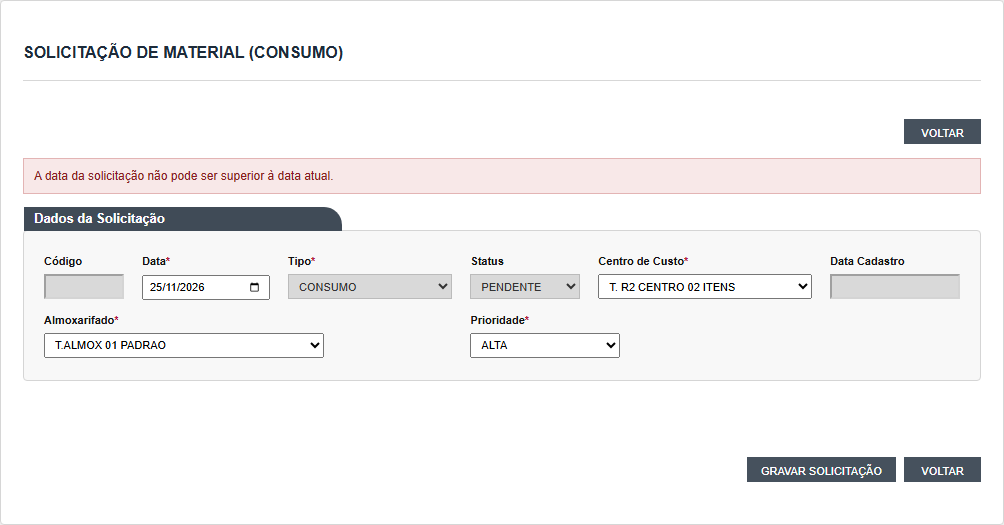 SOLICITAÇÃO DE MATERIAL (CONSUMO)
VOLTAR
A data da solicitação não pode ser superior à data atual.
Dados da Solicitação
Código Data* Tipo* Status Centro de Custo* Data Cadastro
25/11/2026 CONSUMO PENDENTE T. R2 CENTRO 02 ITENS
Almoxarifado* Prioridade*
T.ALMOX 01 PADRAO ALTA
GRAVAR SOLICITAÇÃO VOLTAR